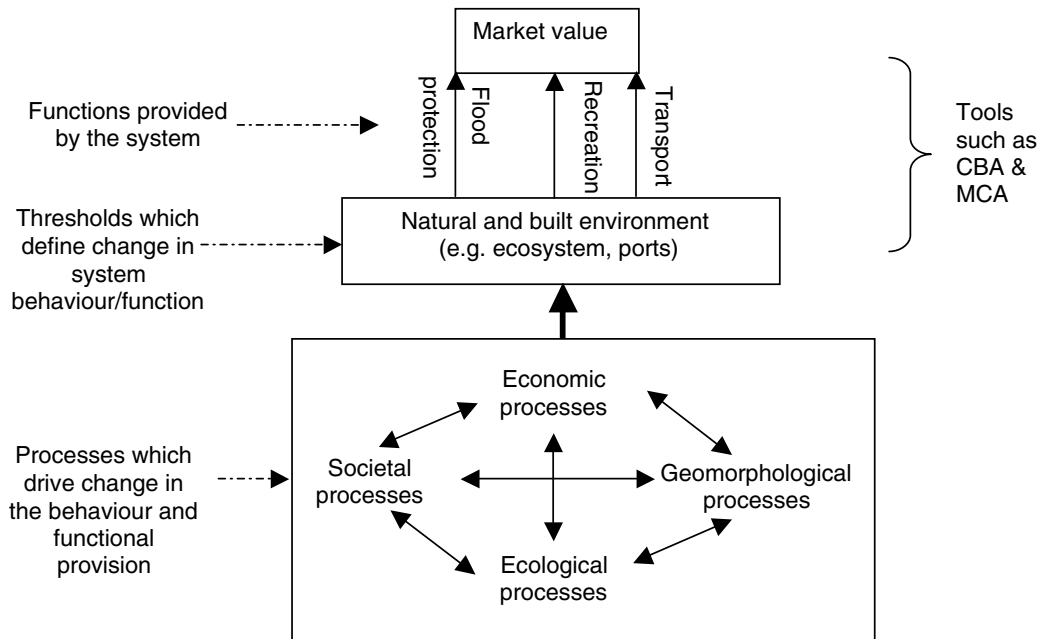 Market value
Flood
protection
Recreation
Transport
Functions provided
by the system
Tools
such as
CBA &
MCA
Natural and built environment
(e.g. ecosystem, ports)
Thresholds which
define change in
system
behaviour/function
Economic
processes
Processes which
drive change in
the behaviour and
functional
provision
Societal
processes
Geomorphological
processes
Ecological
processes